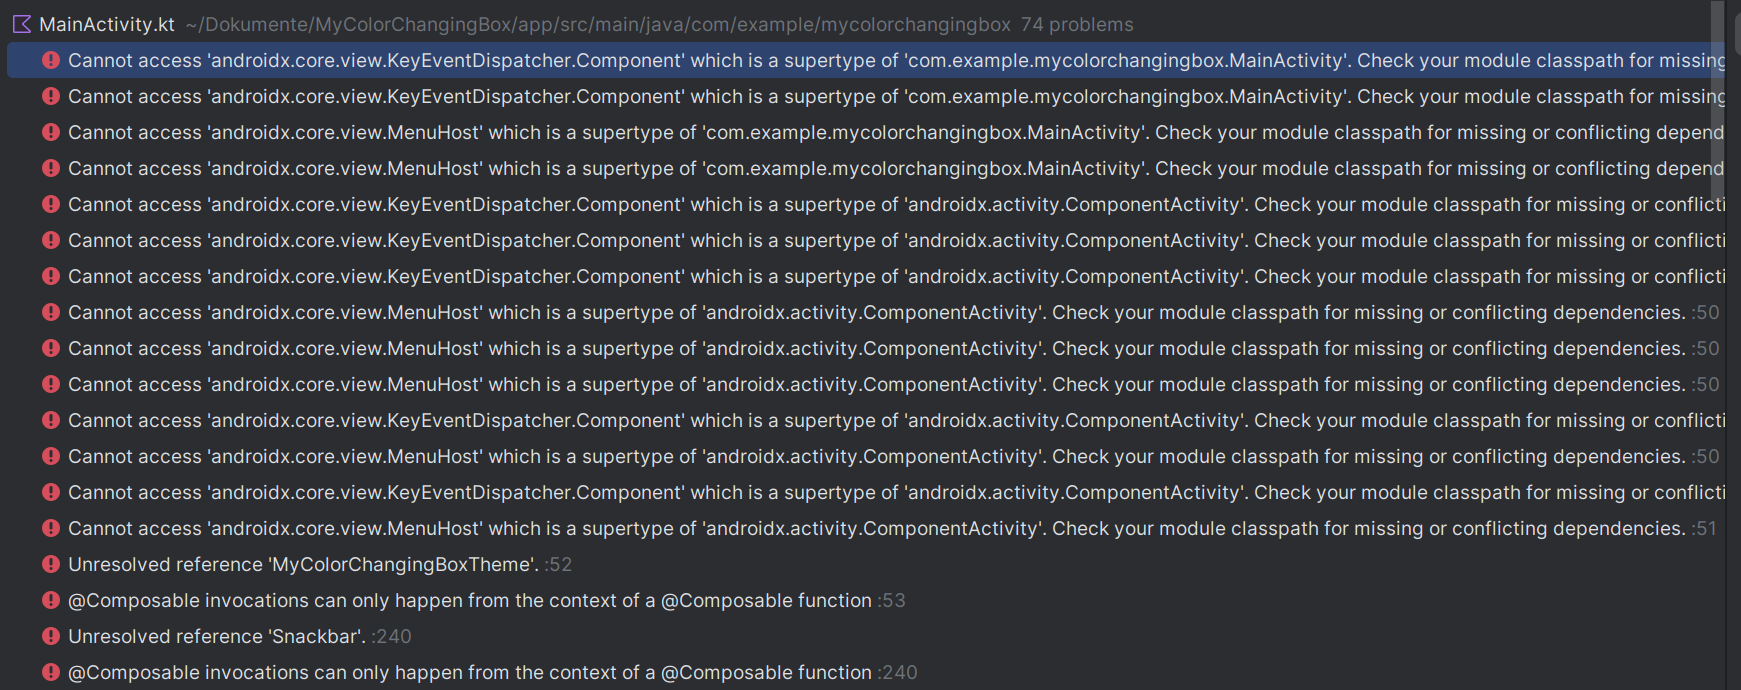 MainActivity.kt ~/Dokumente/MyColorChangingBox/app/src/main/java/com/example/mycolorchangingbox 74 problems
Cannot access 'androidx.core.view.KeyEventDispatcher.Component' which is a supertype of 'com.example.mycolorchangingbox.MainActivity'. Check your module classpath for missing
Cannot access 'androidx.core.view.KeyEventDispatcher.Component' which is a supertype of 'com.example.mycolorchangingbox.MainActivity'. Check your module classpath for missing
Cannot access 'androidx.core.view.MenuHost' which is a supertype of 'com.example.mycolorchangingbox.MainActivity'. Check your module classpath for missing or conflicting depend
Cannot access 'androidx.core.view.MenuHost' which is a supertype of 'com.example.mycolorchangingbox.MainActivity'. Check your module classpath for missing or conflicting depend
Cannot access 'androidx.core.view.KeyEventDispatcher.Component' which is a supertype of 'androidx.activity.ComponentActivity'. Check your module classpath for missing or conflicti
Cannot access 'androidx.core.view.KeyEventDispatcher.Component' which is a supertype of 'androidx.activity.ComponentActivity'. Check your module classpath for missing or conflicti
Cannot access 'androidx.core.view.KeyEventDispatcher.Component' which is a supertype of 'androidx.activity.ComponentActivity'. Check your module classpath for missing or conflicti
Cannot access 'androidx.core.view.MenuHost' which is a supertype of 'androidx.activity.ComponentActivity'. Check your module classpath for missing or conflicting dependencies. :50
Cannot access 'androidx.core.view.MenuHost' which is a supertype of 'androidx.activity.ComponentActivity'. Check your module classpath for missing or conflicting dependencies. :50
Cannot access 'androidx.core.view.MenuHost' which is a supertype of 'androidx.activity.ComponentActivity'. Check your module classpath for missing or conflicting dependencies. :50
Cannot access 'androidx.core.view.KeyEventDispatcher.Component' which is a supertype of 'androidx.activity.ComponentActivity'. Check your module classpath for missing or conflicti
Cannot access 'androidx.core.view.MenuHost' which is a supertype of 'androidx.activity.ComponentActivity'. Check your module classpath for missing or conflicting dependencies. :50
Cannot access 'androidx.core.view.KeyEventDispatcher.Component' which is a supertype of 'androidx.activity.ComponentActivity'. Check your module classpath for missing or conflicti
Cannot access 'androidx.core.view.MenuHost' which is a supertype of 'androidx.activity.ComponentActivity'. Check your module classpath for missing or conflicting dependencies. :51
Unresolved reference 'MyColorChangingBoxTheme'. :52
@Composable invocations can only happen from the context of a @Composable function :53
Unresolved reference 'Snackbar'. :240
@Composable invocations can only happen from the context of a @Composable function :240